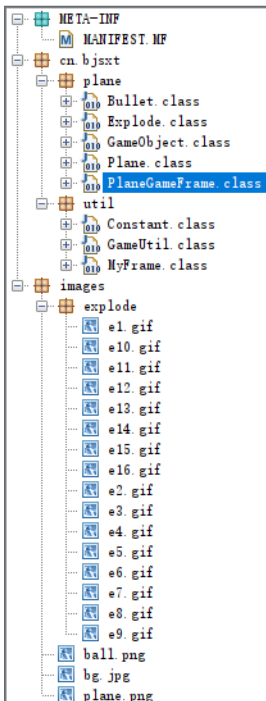 META-INF
MANIFEST.MF
cn.bjsxt
plane
Bullet.class
Explode.class
GameObject.class
Plane.class
PlaneGameFrame.class
util
Constant.class
GameUtil.class
MyFrame.class
images
explode
e1.gif
e10.gif
e11.gif
e12.gif
e13.gif
e14.gif
e15.gif
e16.gif
e2.gif
e3.gif
e4.gif
e5.gif
e6.gif
e7.gif
e8.gif
e9.gif
ball.png
bg.jpg
plane.png